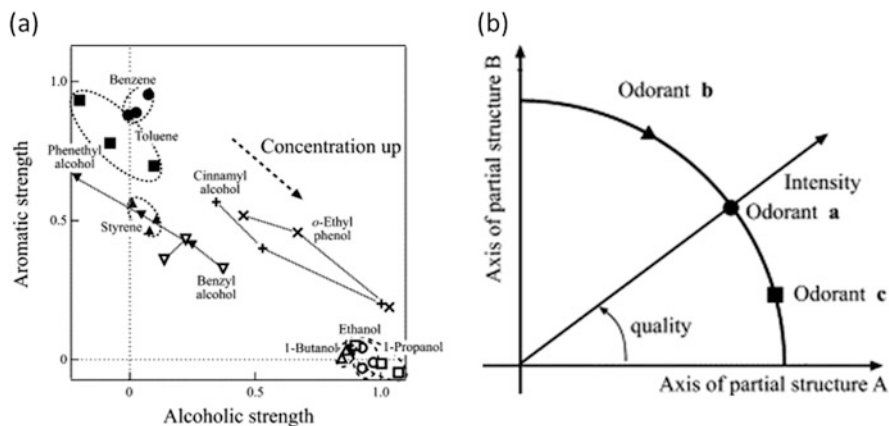 (a)
Aromatic strength
1.0
0.5
0
Benzene
Toluene
Phenethyl
alcohol
Concentration up
Cinnamyl
alcohol
o-Ethyl
phenol
Styrene
Benzyl
alcohol
Ethanol
1-Butanol
1-Propanol
0
0.5
1.0
Alcoholic strength
(b)
Axis of partial structure B
Odorant b
Intensity
Odorant a
Odorant c
quality
Axis of partial structure A